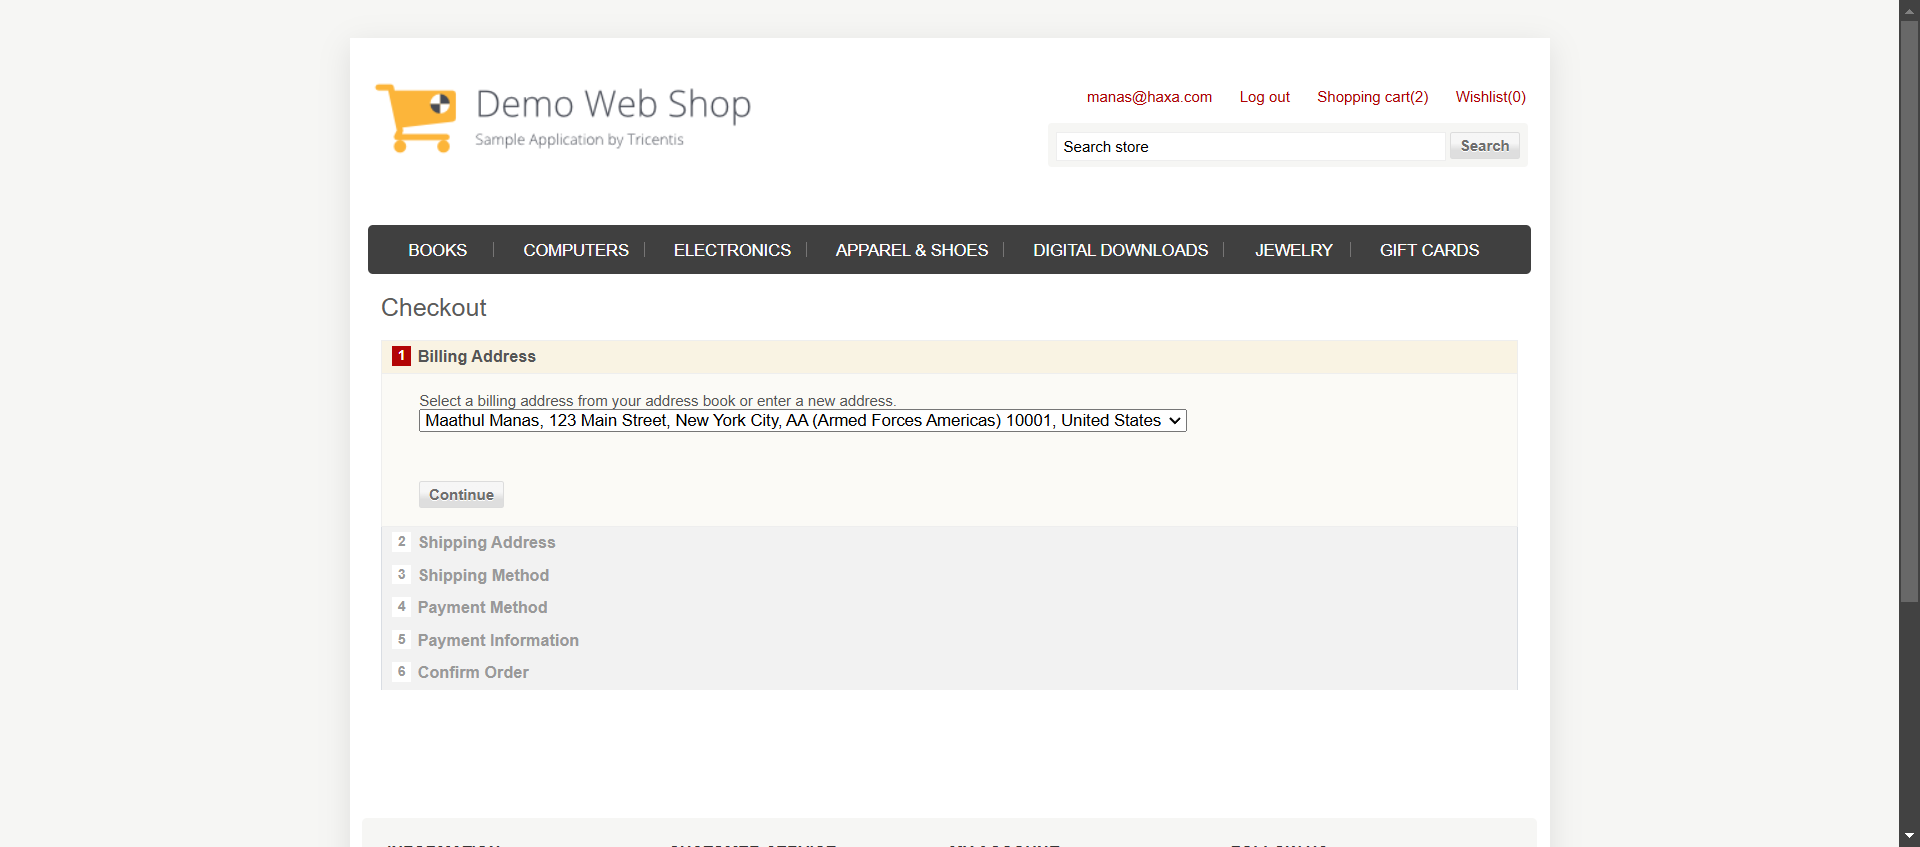 Demo Web Shop
Sample Application by Tricentis
manas@haxa.com Log out Shopping cart(2) Wishlist(0)
Search store Search
BOOKS COMPUTERS ELECTRONICS APPAREL & SHOES DIGITAL DOWNLOADS JEWELRY GIFT CARDS
Checkout
1 Billing Address
Select a billing address from your address book or enter a new address.
Maathul Manas, 123 Main Street, New York City, AA (Armed Forces Americas) 10001, United States
Continue
2 Shipping Address
3 Shipping Method
4 Payment Method
5 Payment Information
6 Confirm Order